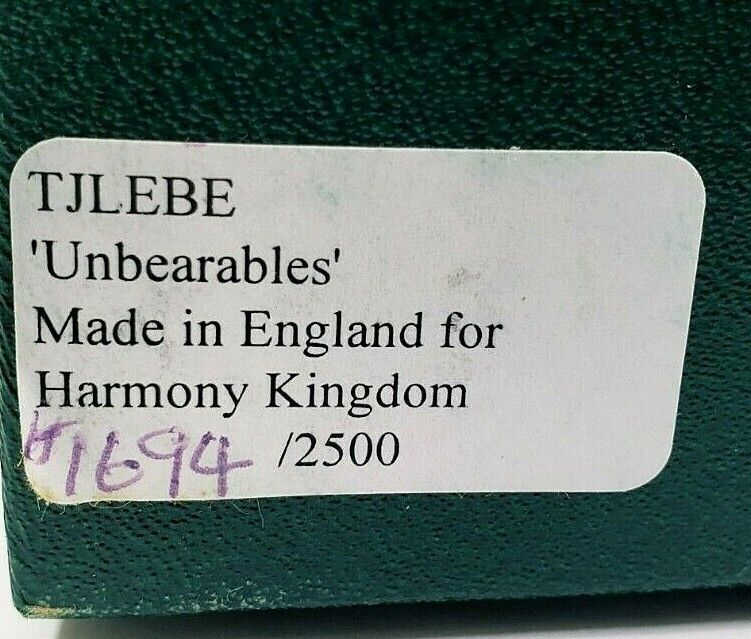 TJLEBE
'Unbearables'
Made in England for
Harmony Kingdom
#1694 /2500